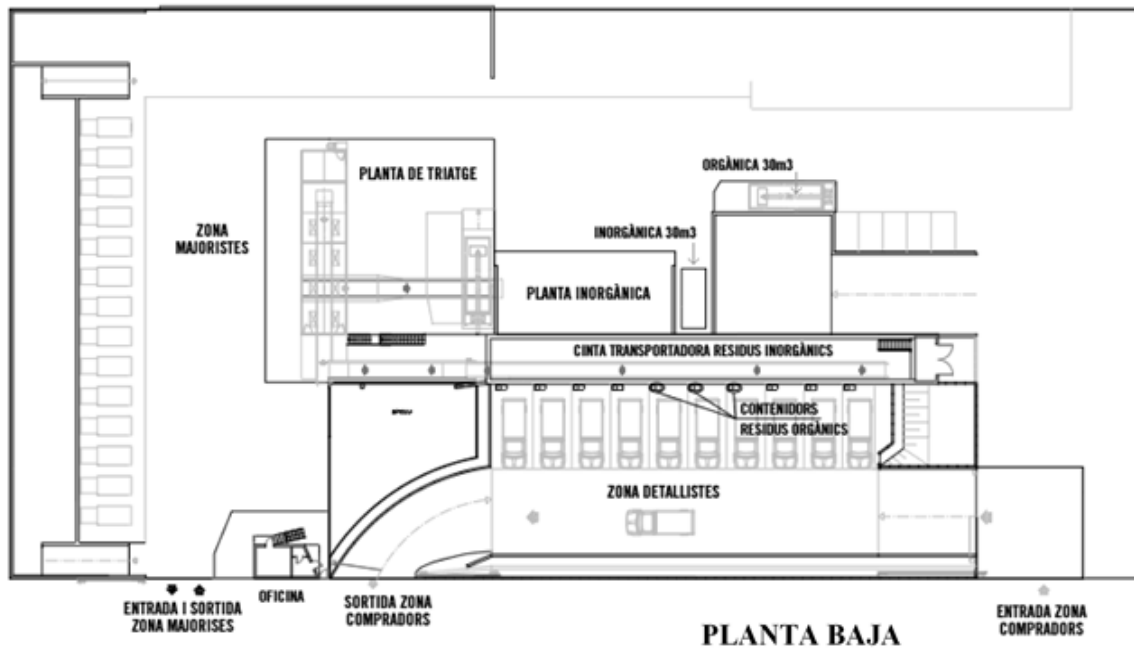 ORGÀNICA 30m3
PLANTA DE TRIATGE
ZONA
MAJORISTES
INORGÀNICA 30m3
PLANTA INORGÀNICA
CINTA TRANSPORTADORA RESIDUS INORGÀNICS
CONTENIDORS
RESIDUS ORGÀNICS
ZONA DETALLISTES
OFICINA
ENTRADA I SORTIDA
ZONA MAJORISES
SORTIDA ZONA
COMPRADORS
ENTRADA ZONA
COMPRADORS
PLANTA BAJA